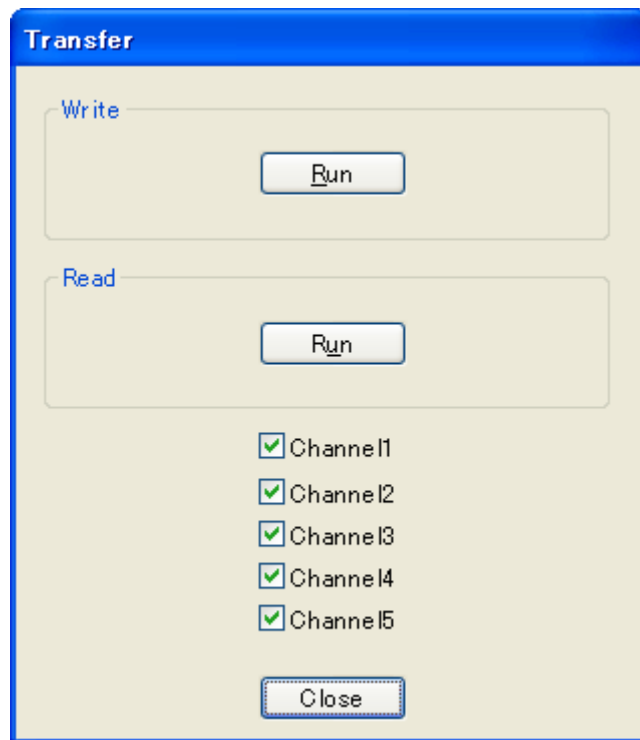 Transfer
Write
Run
Read
Run
Channel1
Channel2
Channel3
Channel4
Channel5
Close